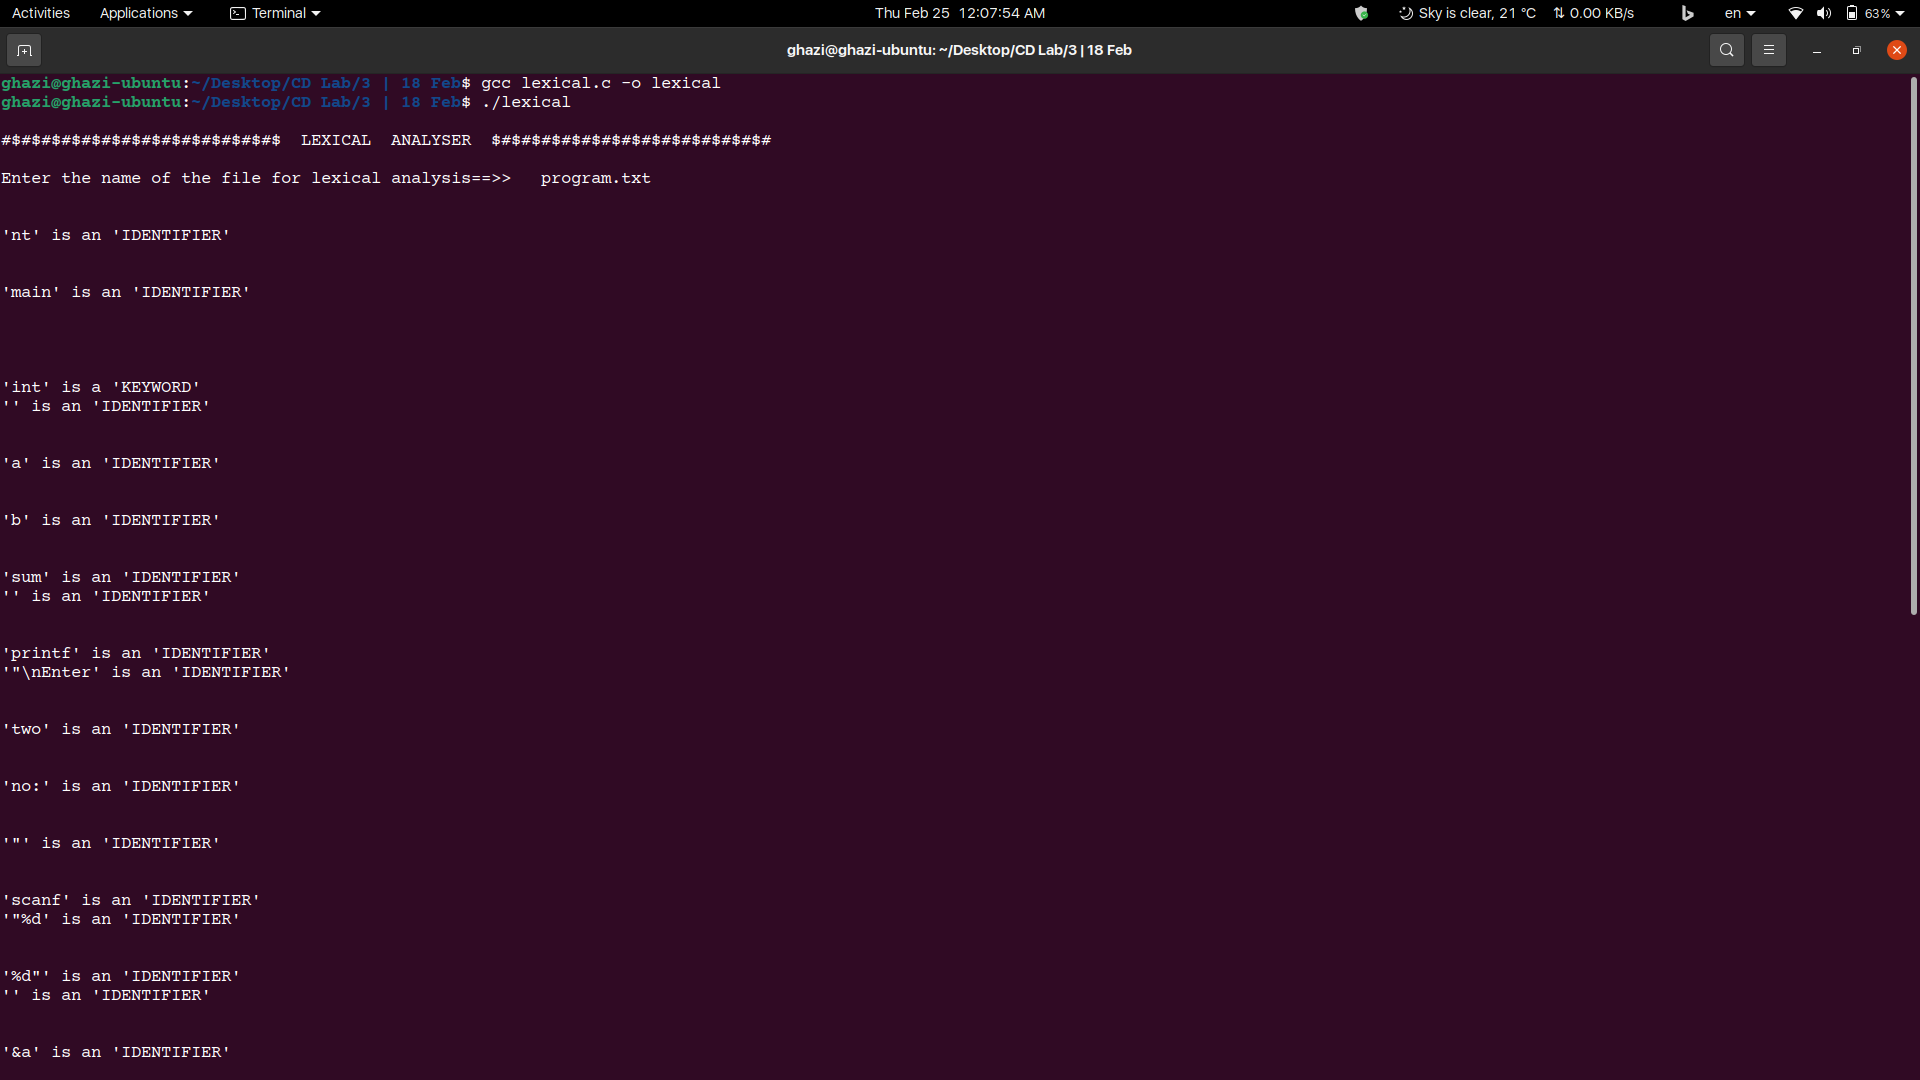 Activities Applications Terminal Thu Feb 25 12:07:54 AM Sky is clear, 21 °C 0.00 KB/s en 63%
ghazi@ghazi-ubuntu: ~/Desktop/CD Lab/3 | 18 Feb
ghazi@ghazi-ubuntu:~/Desktop/CD Lab/3 | 18 Feb$ gcc lexical.c -o lexical
ghazi@ghazi-ubuntu:~/Desktop/CD Lab/3 | 18 Feb$ ./lexical
#$#$#$#$#$#$#$#$#$#$#$#$#$#$  LEXICAL  ANALYSER  $#$#$#$#$#$#$#$#$#$#$#$#$#$#
Enter the name of the file for lexical analysis==>>   program.txt
'nt' is an 'IDENTIFIER'
'main' is an 'IDENTIFIER'
'int' is a 'KEYWORD'
'' is an 'IDENTIFIER'
'a' is an 'IDENTIFIER'
'b' is an 'IDENTIFIER'
'sum' is an 'IDENTIFIER'
'' is an 'IDENTIFIER'
'printf' is an 'IDENTIFIER'
'"\nEnter' is an 'IDENTIFIER'
'two' is an 'IDENTIFIER'
'no:' is an 'IDENTIFIER'
'"' is an 'IDENTIFIER'
'scanf' is an 'IDENTIFIER'
'"%d' is an 'IDENTIFIER'
'%d"' is an 'IDENTIFIER'
'' is an 'IDENTIFIER'
'&a' is an 'IDENTIFIER'